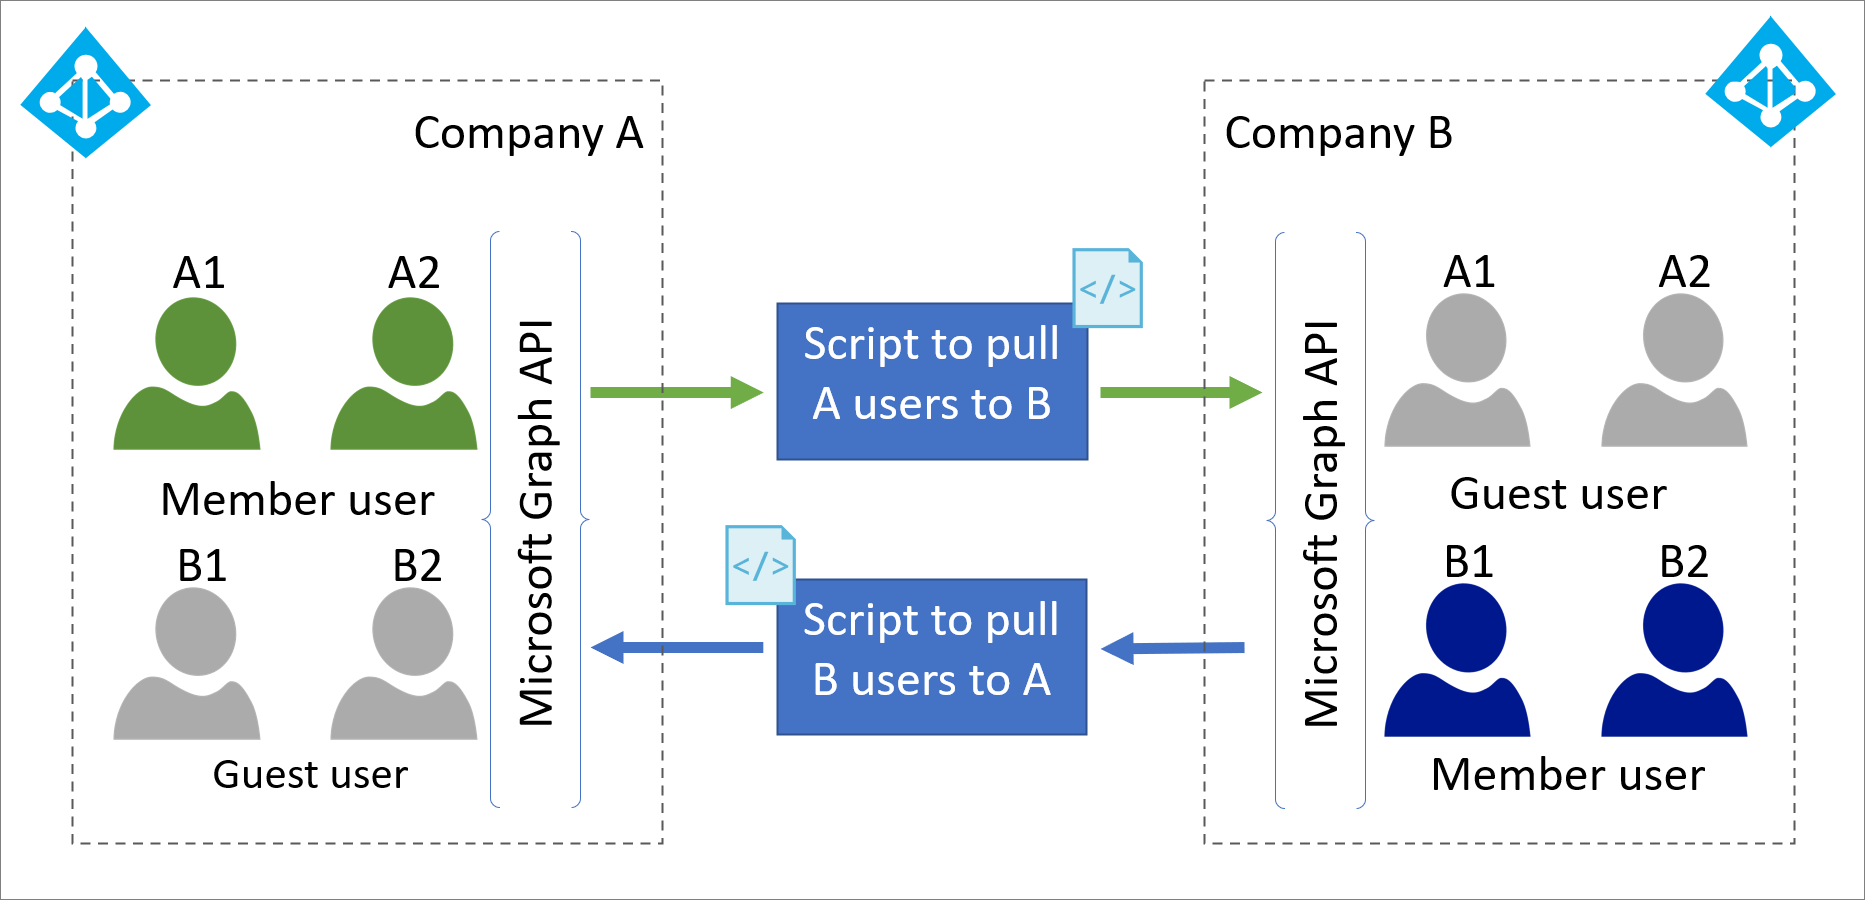 Company A
A1
A2
Member user
B1
B2
Guest user
Microsoft Graph API
</>
Script to pull
A users to B
</>
Script to pull
B users to A
Company B
Microsoft Graph API
A1
A2
Guest user
B1
B2
Member user